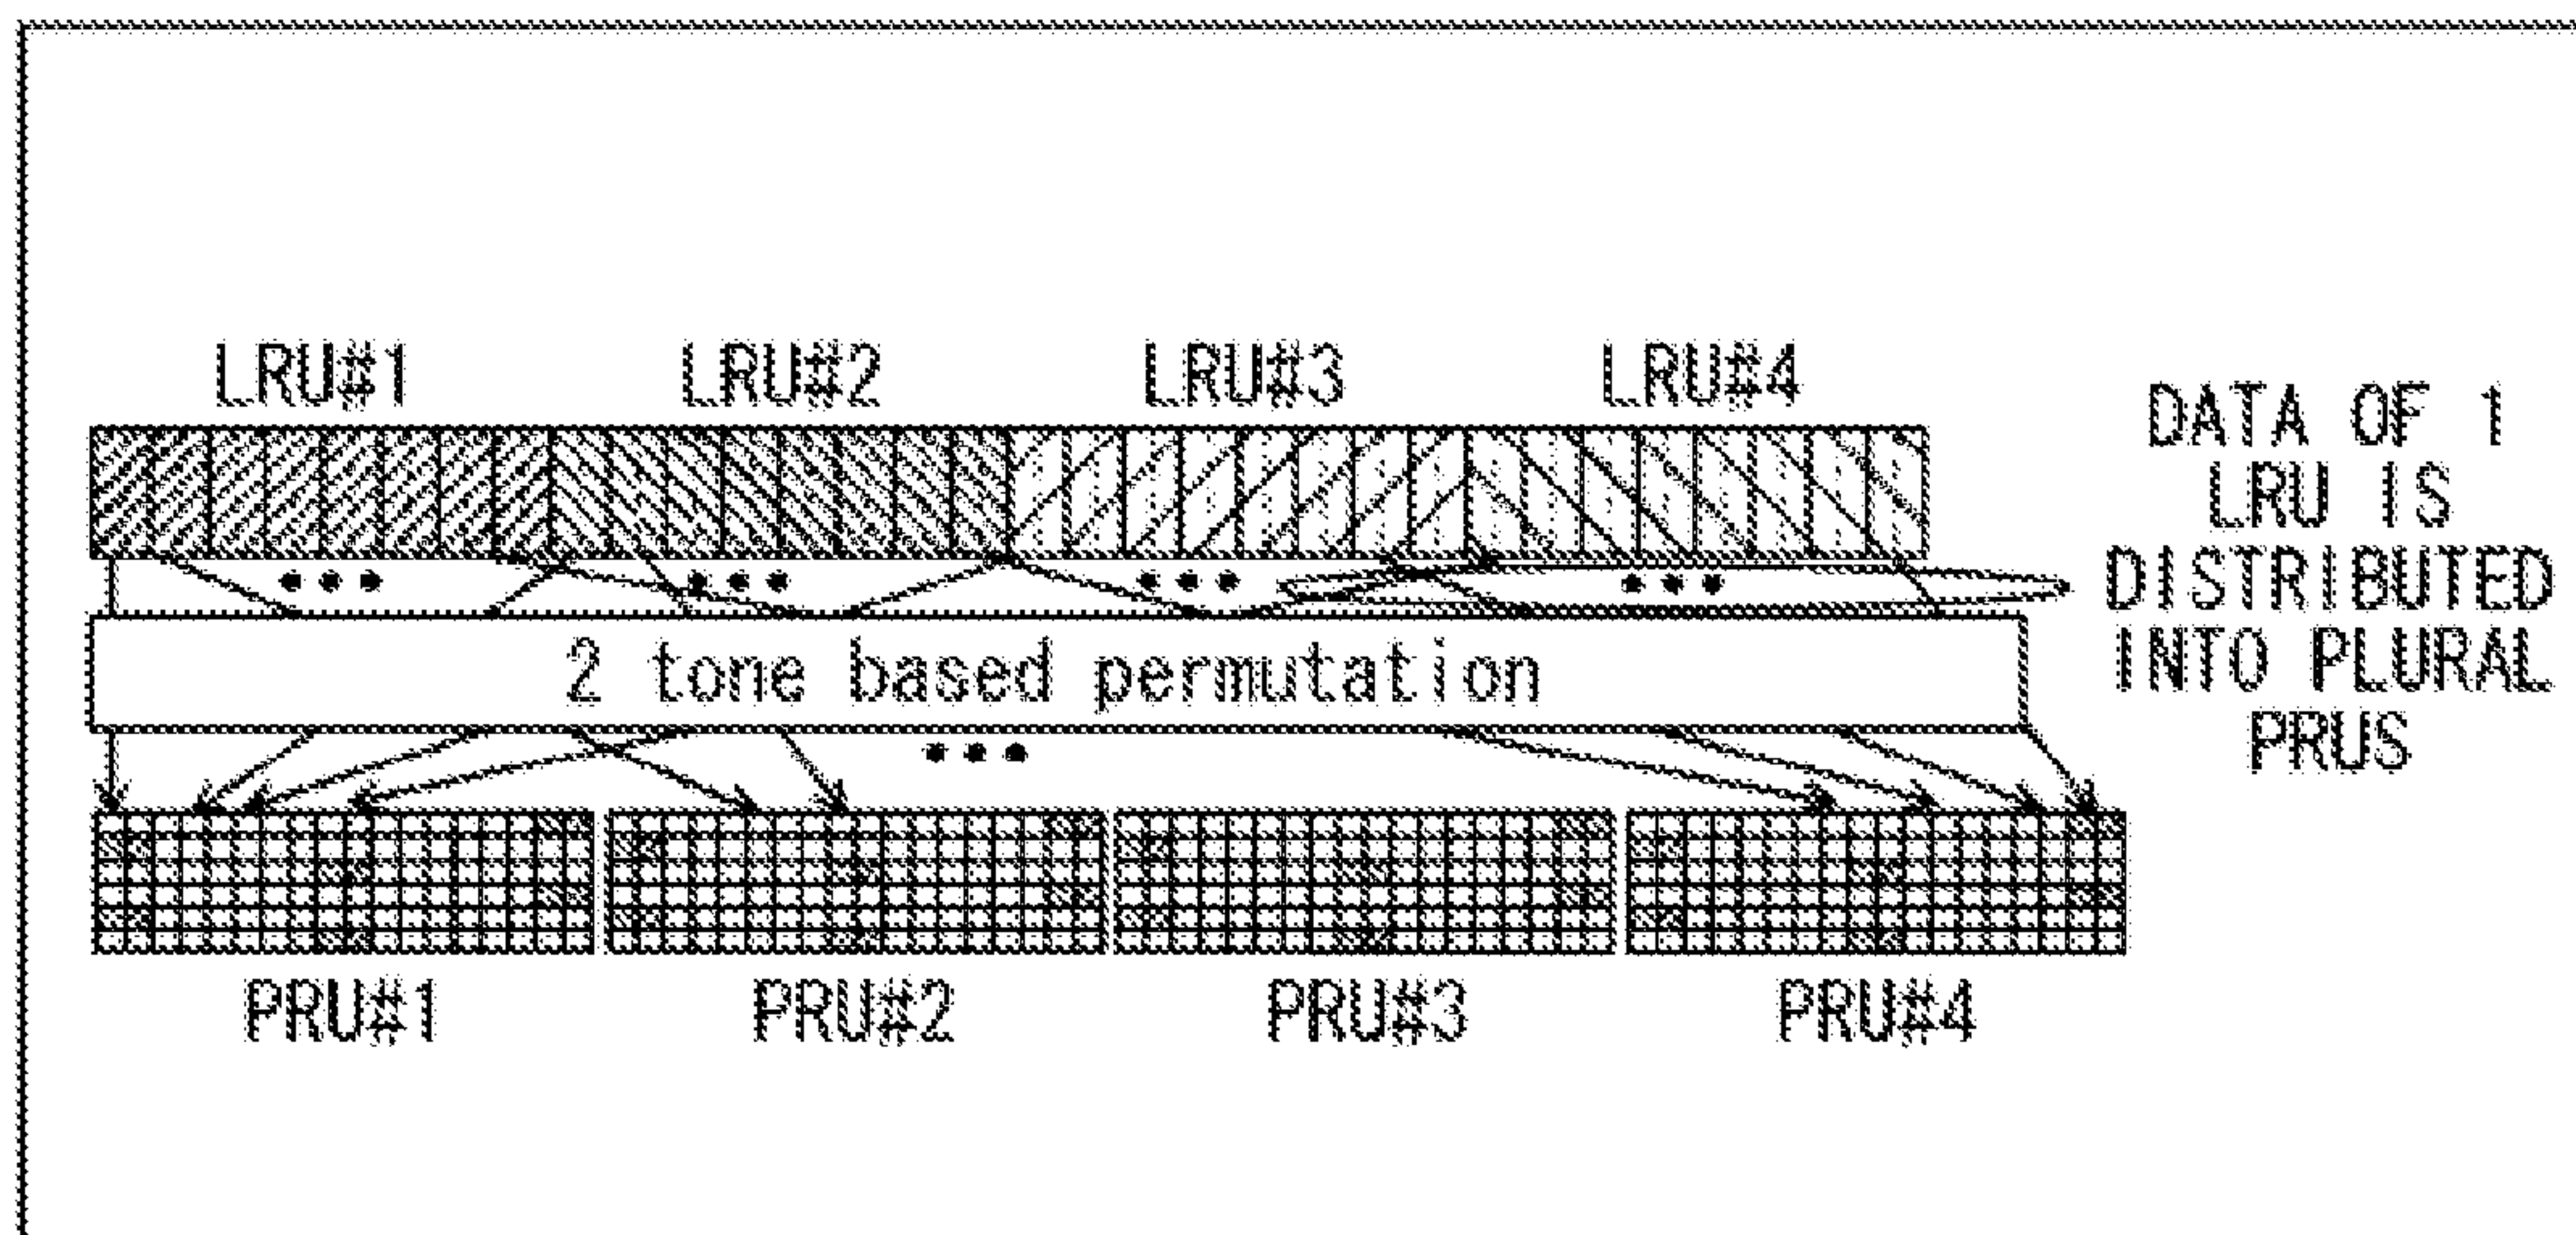 LRU#1 LRU#2 LRU#3 LRU#4
DATA OF 1
LRU IS
DISTRIBUTED
INTO PLURAL
PRUS
2 tone based permutation
PRU#1 PRU#2 PRU#3 PRU#4